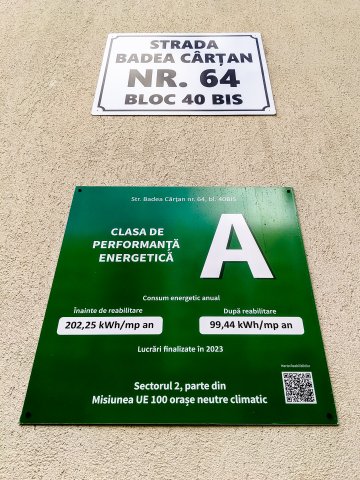 STRADA
BADEA CÂRȚAN
NR. 64
BLOC 40 BIS
Str. Badea Cârțan nr. 64, bl. 40BIS
CLASA DE
PERFORMANȚĂ
ENERGETICĂ
A
Consum energetic anual
Înainte de reabilitare
După reabilitare
202,25 kWh/mp an
99,44 kWh/mp an
Lucrări finalizate în 2023
Sectorul 2, parte din
Misiunea UE 100 orașe neutre climatic